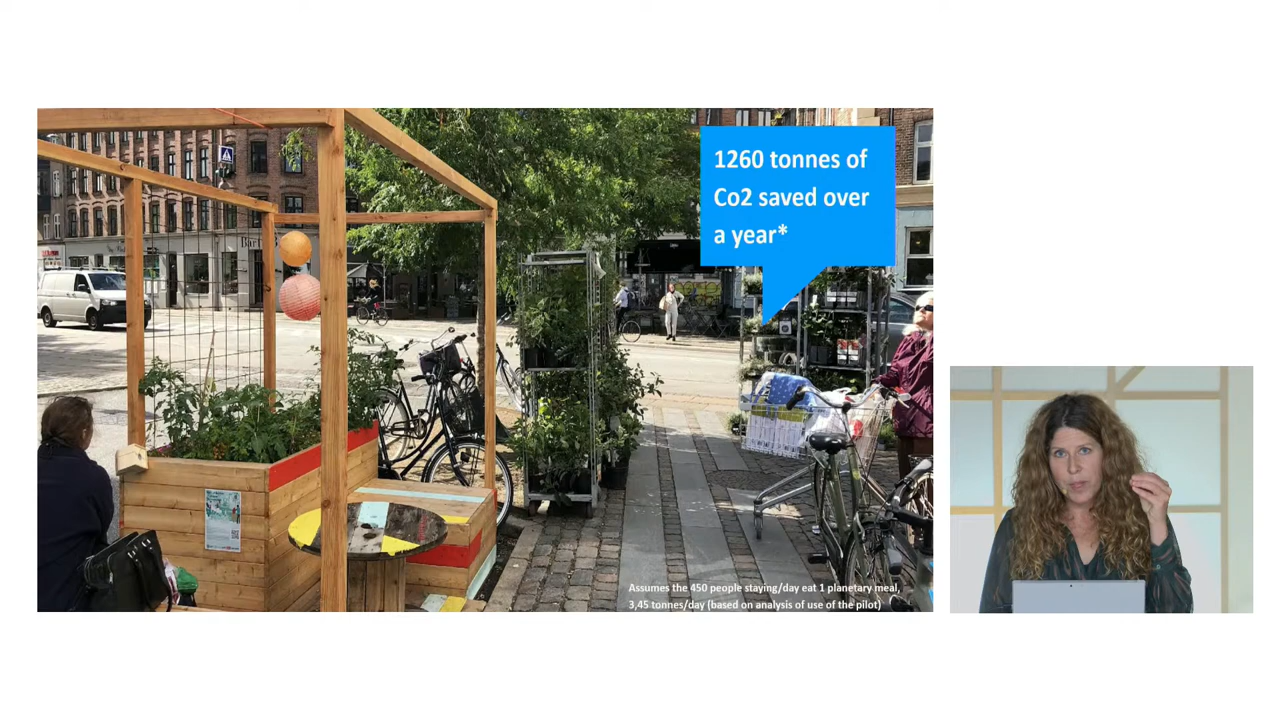 1260 tonnes of
Co2 saved over
a year*
Assumes the 450 people staying/day eat 1 planetary meal,
3,45 tonnes/day (based on analysis of use of the pilot)